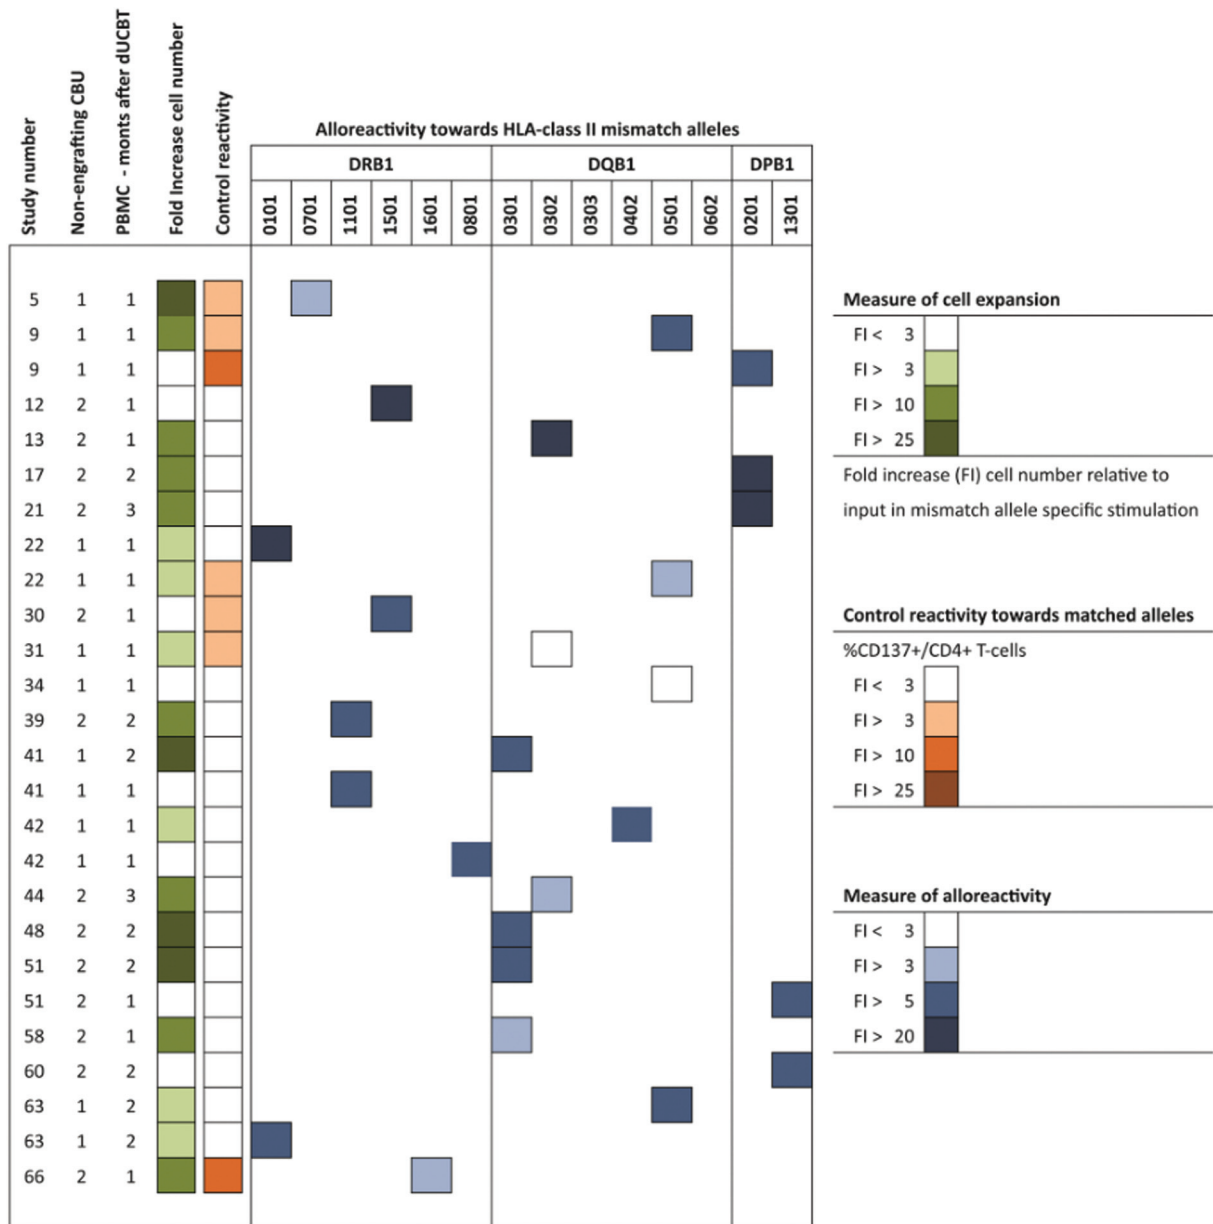 Study number
Non-engrafting CBU
PBMC - monts after dUCBT
Fold Increase cell number
Control reactivity
Alloreactivity towards HLA-class II mismatch alleles
DRB1 DQB1 DPB1
0101 0701 1101 1501 1601 0801 0301 0302 0303 0402 0501 0602 0201 1301
5 1 1
9 1 1
9 1 1
12 2 1
13 2 1
17 2 2
21 2 3
22 1 1
22 1 1
30 2 1
31 1 1
34 1 1
39 2 2
41 1 2
41 1 1
42 1 1
42 1 1
44 2 3
48 2 2
51 2 2
51 2 1
58 2 1
60 2 2
63 1 2
63 1 2
66 2 1
Measure of cell expansion
FI < 3
FI > 3
FI > 10
FI > 25
Fold increase (FI) cell number relative to
input in mismatch allele specific stimulation
Control reactivity towards matched alleles
%CD137+/CD4+ T-cells
FI < 3
FI > 3
FI > 10
FI > 25
Measure of alloreactivity
FI < 3
FI > 3
FI > 5
FI > 20